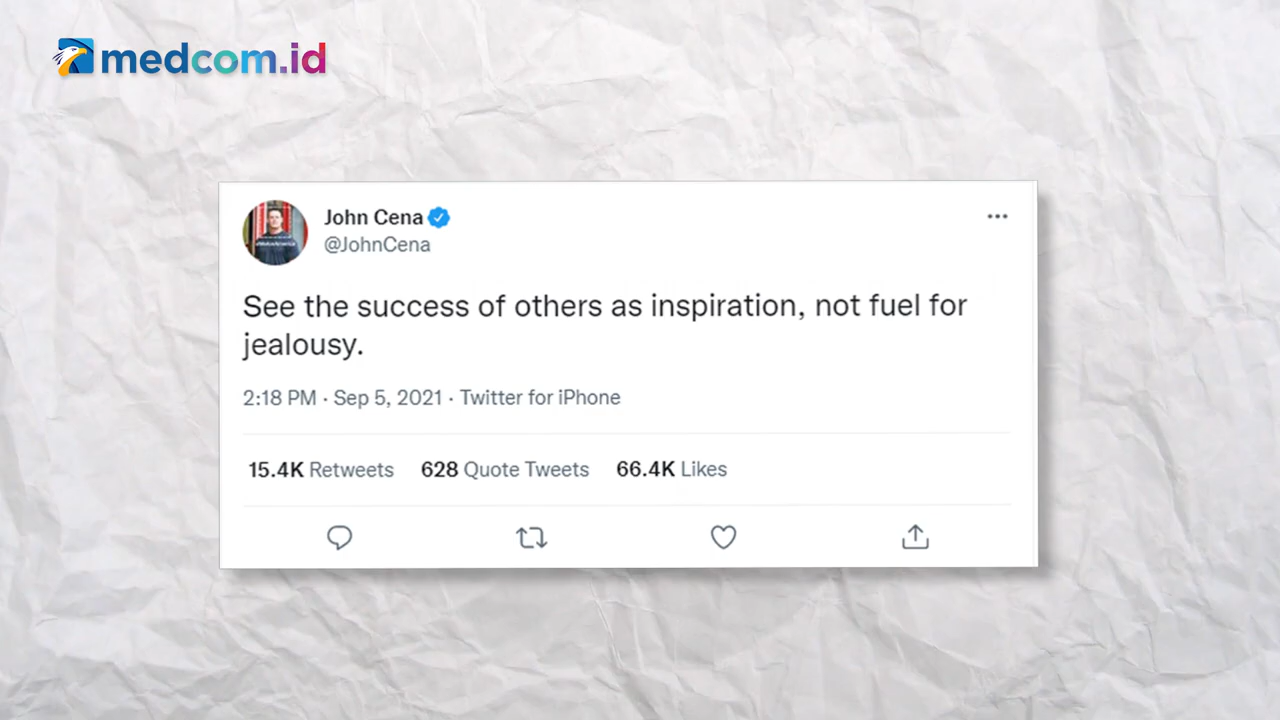 medcom.id
John Cena
@JohnCena
See the success of others as inspiration, not fuel for
jealousy.
2:18 PM · Sep 5, 2021 · Twitter for iPhone
15.4K Retweets 628 Quote Tweets 66.4K Likes